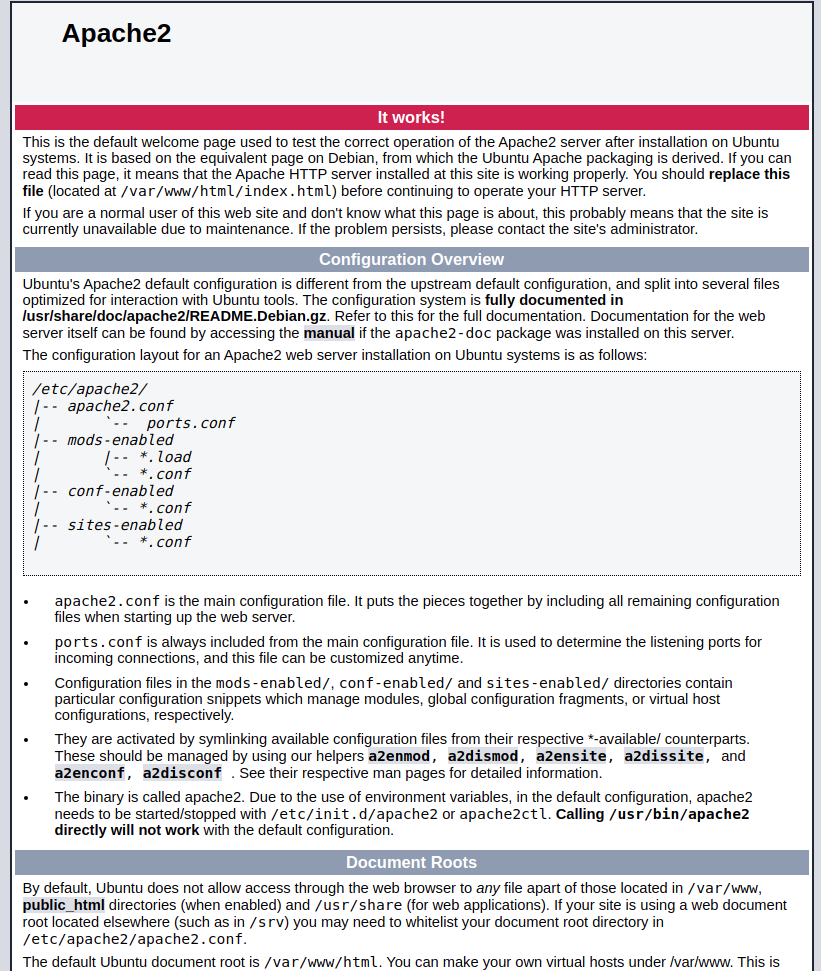 Apache2
It works!
This is the default welcome page used to test the correct operation of the Apache2 server after installation on Ubuntu
systems. It is based on the equivalent page on Debian, from which the Ubuntu Apache packaging is derived. If you can
read this page, it means that the Apache HTTP server installed at this site is working properly. You should replace this
file (located at /var/www/html/index.html) before continuing to operate your HTTP server.
If you are a normal user of this web site and don't know what this page is about, this probably means that the site is
currently unavailable due to maintenance. If the problem persists, please contact the site's administrator.
Configuration Overview
Ubuntu's Apache2 default configuration is different from the upstream default configuration, and split into several files
optimized for interaction with Ubuntu tools. The configuration system is fully documented in
/usr/share/doc/apache2/README.Debian.gz. Refer to this for the full documentation. Documentation for the web
server itself can be found by accessing the manual if the apache2-doc package was installed on this server.
The configuration layout for an Apache2 web server installation on Ubuntu systems is as follows:
/etc/apache2/
|-- apache2.conf
|       `--  ports.conf
|-- mods-enabled
|       |-- *.load
|       `-- *.conf
|-- conf-enabled
|       `-- *.conf
|-- sites-enabled
|       `-- *.conf
• apache2.conf is the main configuration file. It puts the pieces together by including all remaining configuration
files when starting up the web server.
• ports.conf is always included from the main configuration file. It is used to determine the listening ports for
incoming connections, and this file can be customized anytime.
• Configuration files in the mods-enabled/, conf-enabled/ and sites-enabled/ directories contain
particular configuration snippets which manage modules, global configuration fragments, or virtual host
configurations, respectively.
• They are activated by symlinking available configuration files from their respective *-available/ counterparts.
These should be managed by using our helpers a2enmod, a2dismod, a2ensite, a2dissite, and
a2enconf, a2disconf . See their respective man pages for detailed information.
• The binary is called apache2. Due to the use of environment variables, in the default configuration, apache2
needs to be started/stopped with /etc/init.d/apache2 or apache2ctl. Calling /usr/bin/apache2
directly will not work with the default configuration.
Document Roots
By default, Ubuntu does not allow access through the web browser to any file apart of those located in /var/www,
public_html directories (when enabled) and /usr/share (for web applications). If your site is using a web document
root located elsewhere (such as in /srv) you may need to whitelist your document root directory in
/etc/apache2/apache2.conf.
The default Ubuntu document root is /var/www/html. You can make your own virtual hosts under /var/www. This is